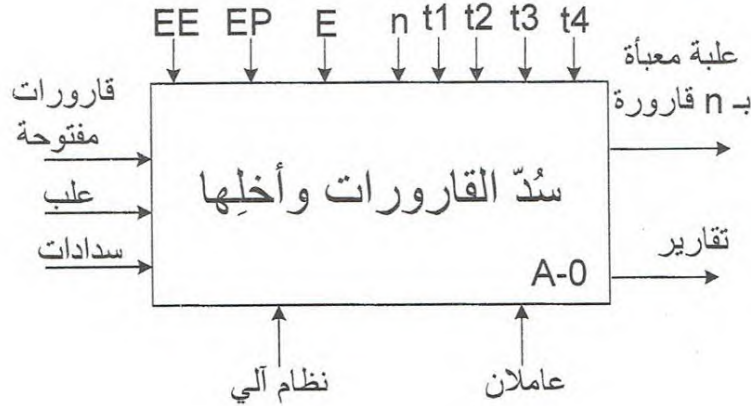 EE EP E n t1 t2 t3 t4
علبة معبأة
بـ n قارورة
قارورات
مفتوحة
علب
سدادات
سُدّ القارورات وأخلِها
تقارير
A-0
نظام آلي
عاملان